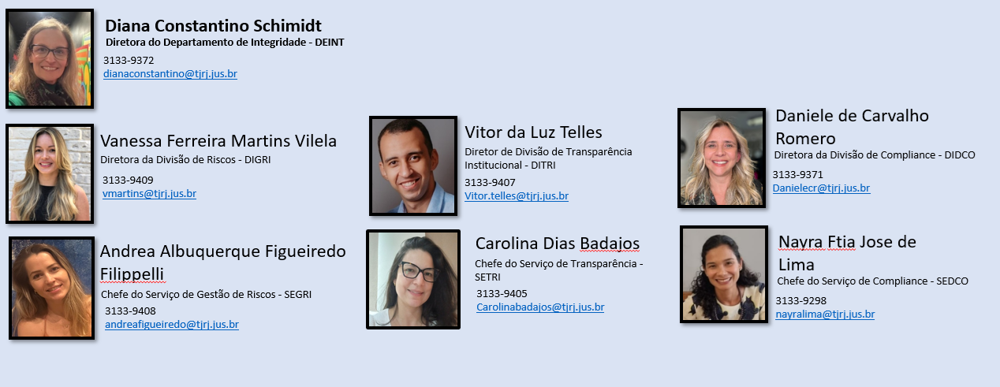 Diana Constantino Schimidt
Diretora do Departamento de Integridade - DEINT
3133-9372
dianaconstantino@tjrj.jus.br
Vanessa Ferreira Martins Vilela
Diretora da Divisão de Riscos - DIGRI
3133-9409
vmartins@tjrj.jus.br
Vitor da Luz Telles
Diretor de Divisão de Transparência
Institucional - DITRI
3133-9407
Vitor.telles@tjrj.jus.br
Daniele de Carvalho
Romero
Diretora da Divisão de Compliance - DIDCO
3133-9371
Danielecr@tjrj.jus.br
Andrea Albuquerque Figueiredo
Filippelli
Chefe do Serviço de Gestão de Riscos - SEGRI
3133-9408
andreafigueiredo@tjrj.jus.br
Carolina Dias Badajos
Chefe do Serviço de Transparência -
SETRI
3133-9405
Carolinabadajos@tjrj.jus.br
Nayra Ftia Jose de
Lima
Chefe do Serviço de Compliance - SEDCO
3133-9298
nayralima@tjrj.jus.br